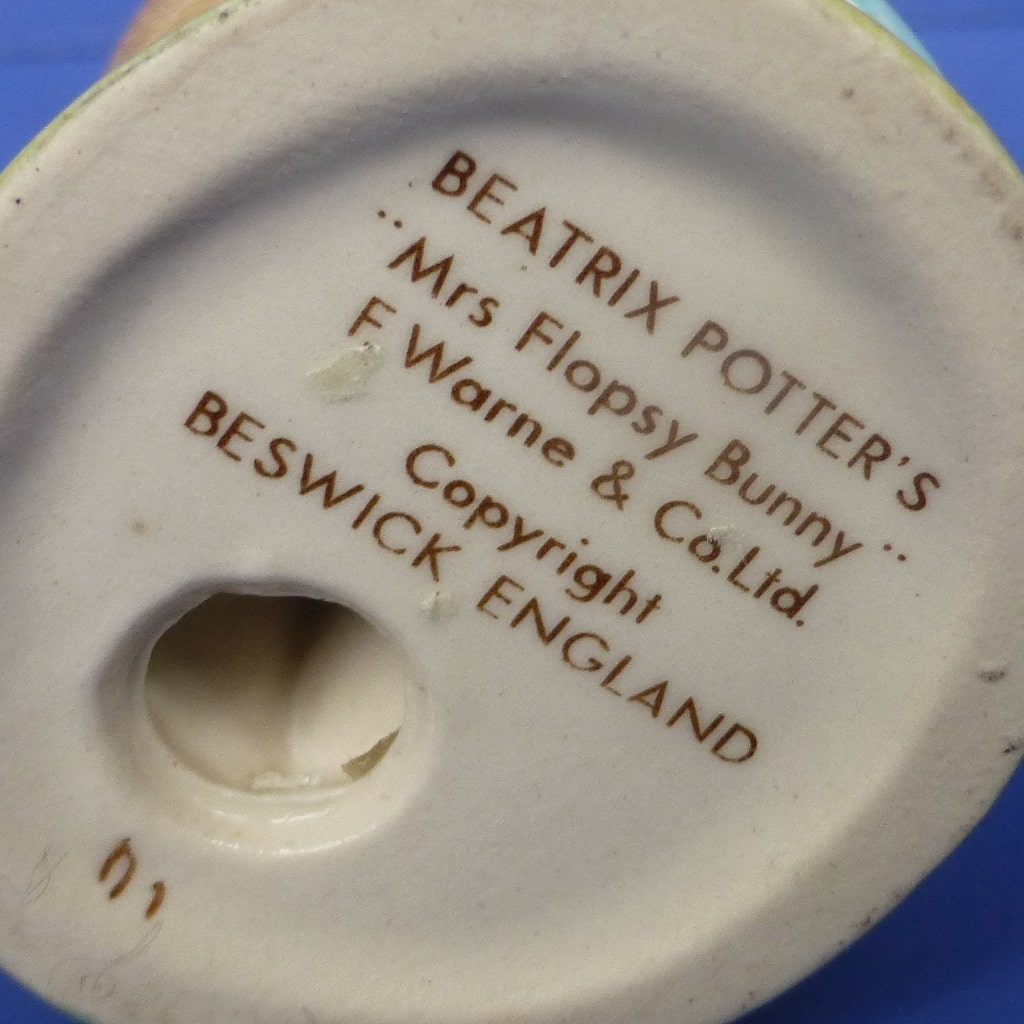 BEATRIX POTTER'S
"Mrs Flopsy Bunny"
F Warne & Co.Ltd.
Copyright
BESWICK ENGLAND